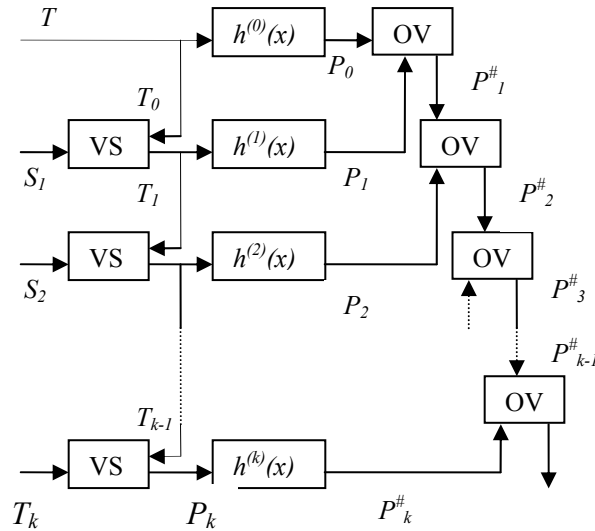 T
h^{(0)}(x)
OV
P_0
P^#_1
T_0
VS
h^{(1)}(x)
OV
S_1
T_1
P_1
P^#_2
VS
h^{(2)}(x)
OV
S_2
P_2
P^#_3
P^#_{k-1}
OV
T_{k-1}
VS
h^{(k)}(x)
T_k
P_k
P^#_k